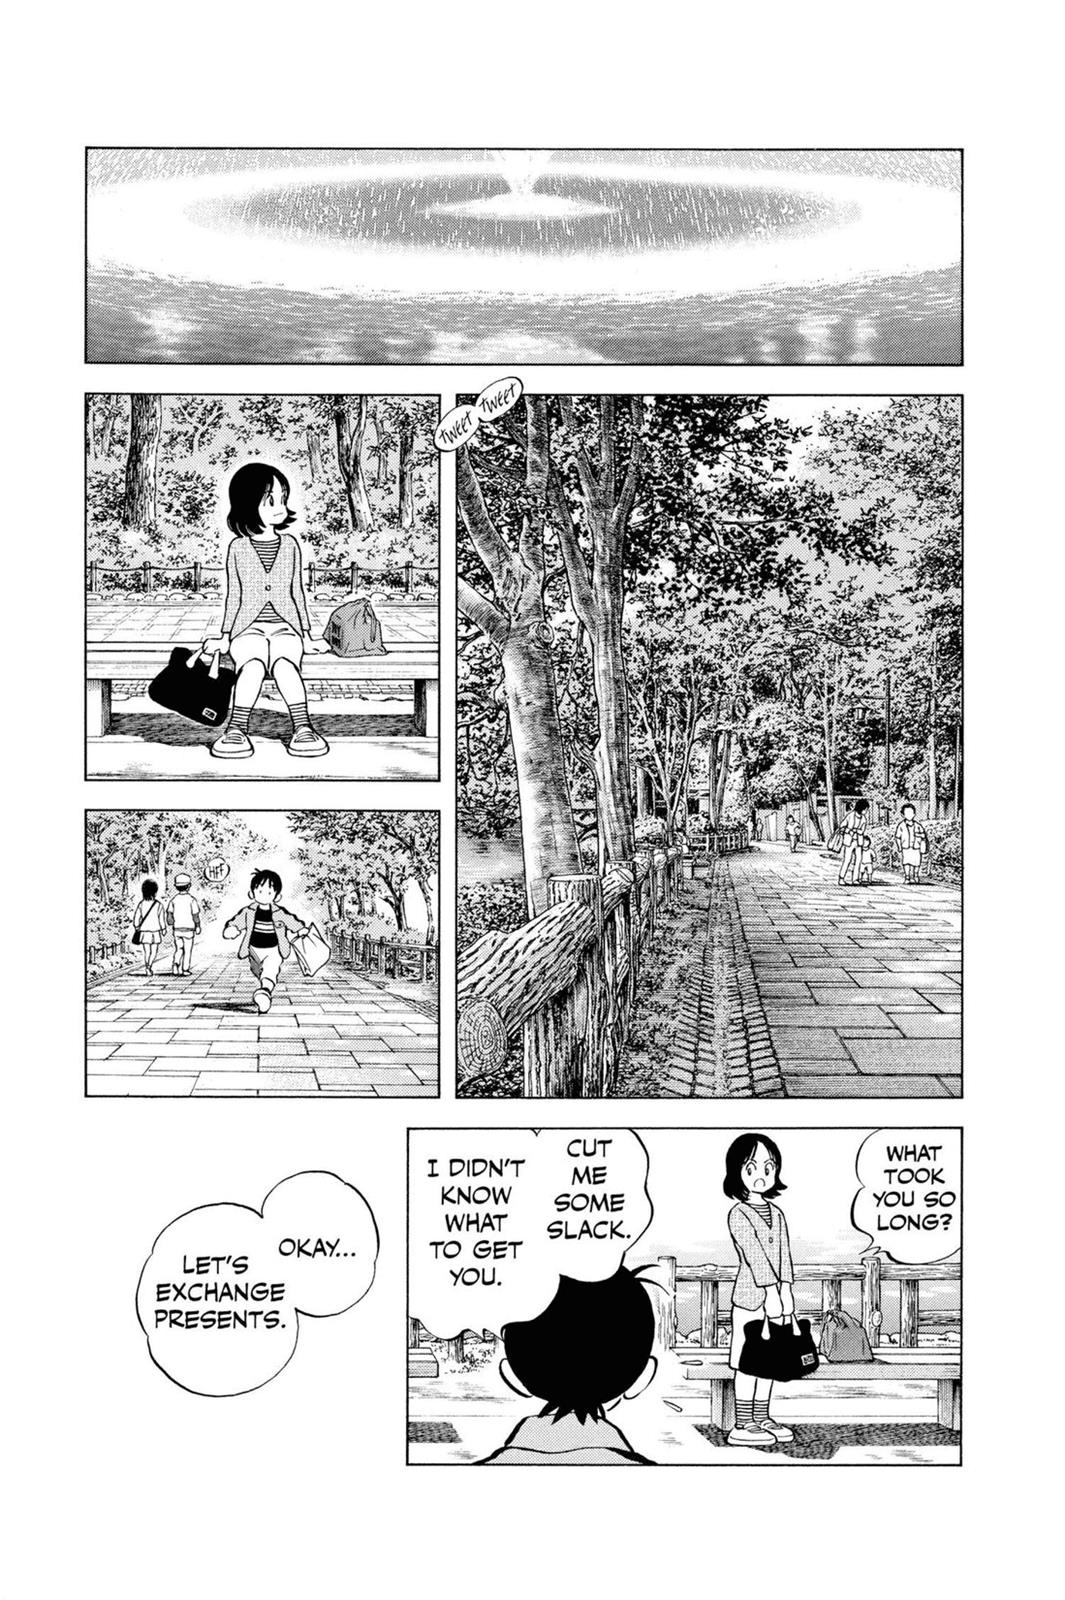 TWEET TWEET
HFF
WHAT
TOOK
YOU SO
LONG?
CUT
ME
SOME
SLACK.
I DIDN'T
KNOW
WHAT
TO GET
YOU.
OKAY...
LET'S
EXCHANGE
PRESENTS.